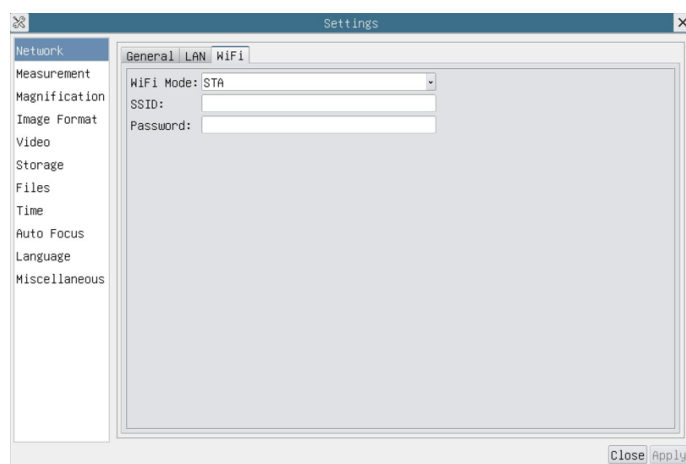 Settings
Network
Measurement
Magnification
Image Format
Video
Storage
Files
Time
Auto Focus
Language
Miscellaneous
General LAN WiFi
WiFi Mode: STA
SSID:
Password:
Close Apply